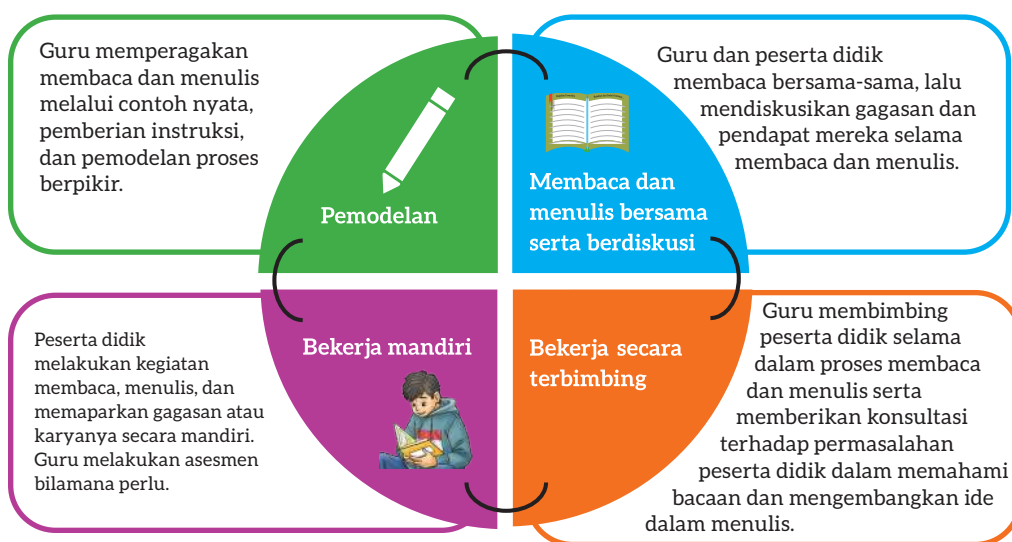 Guru memperagakan
membaca dan menulis
melalui contoh nyata,
pemberian instruksi,
dan pemodelan proses
berpikir.
Pemodelan
Guru dan peserta didik
membaca bersama-sama, lalu
mendiskusikan gagasan dan
pendapat mereka selama
membaca dan menulis.
Membaca dan
menulis bersama
serta berdiskusi
Peserta didik
melakukan kegiatan
membaca, menulis, dan
memaparkan gagasan atau
karyanya secara mandiri.
Guru melakukan asesmen
bilamana perlu.
Bekerja mandiri
Bekerja secara
terbimbing
Guru membimbing
peserta didik selama
dalam proses membaca
dan menulis serta
memberikan konsultasi
terhadap permasalahan
peserta didik dalam memahami
bacaan dan mengembangkan ide
dalam menulis.